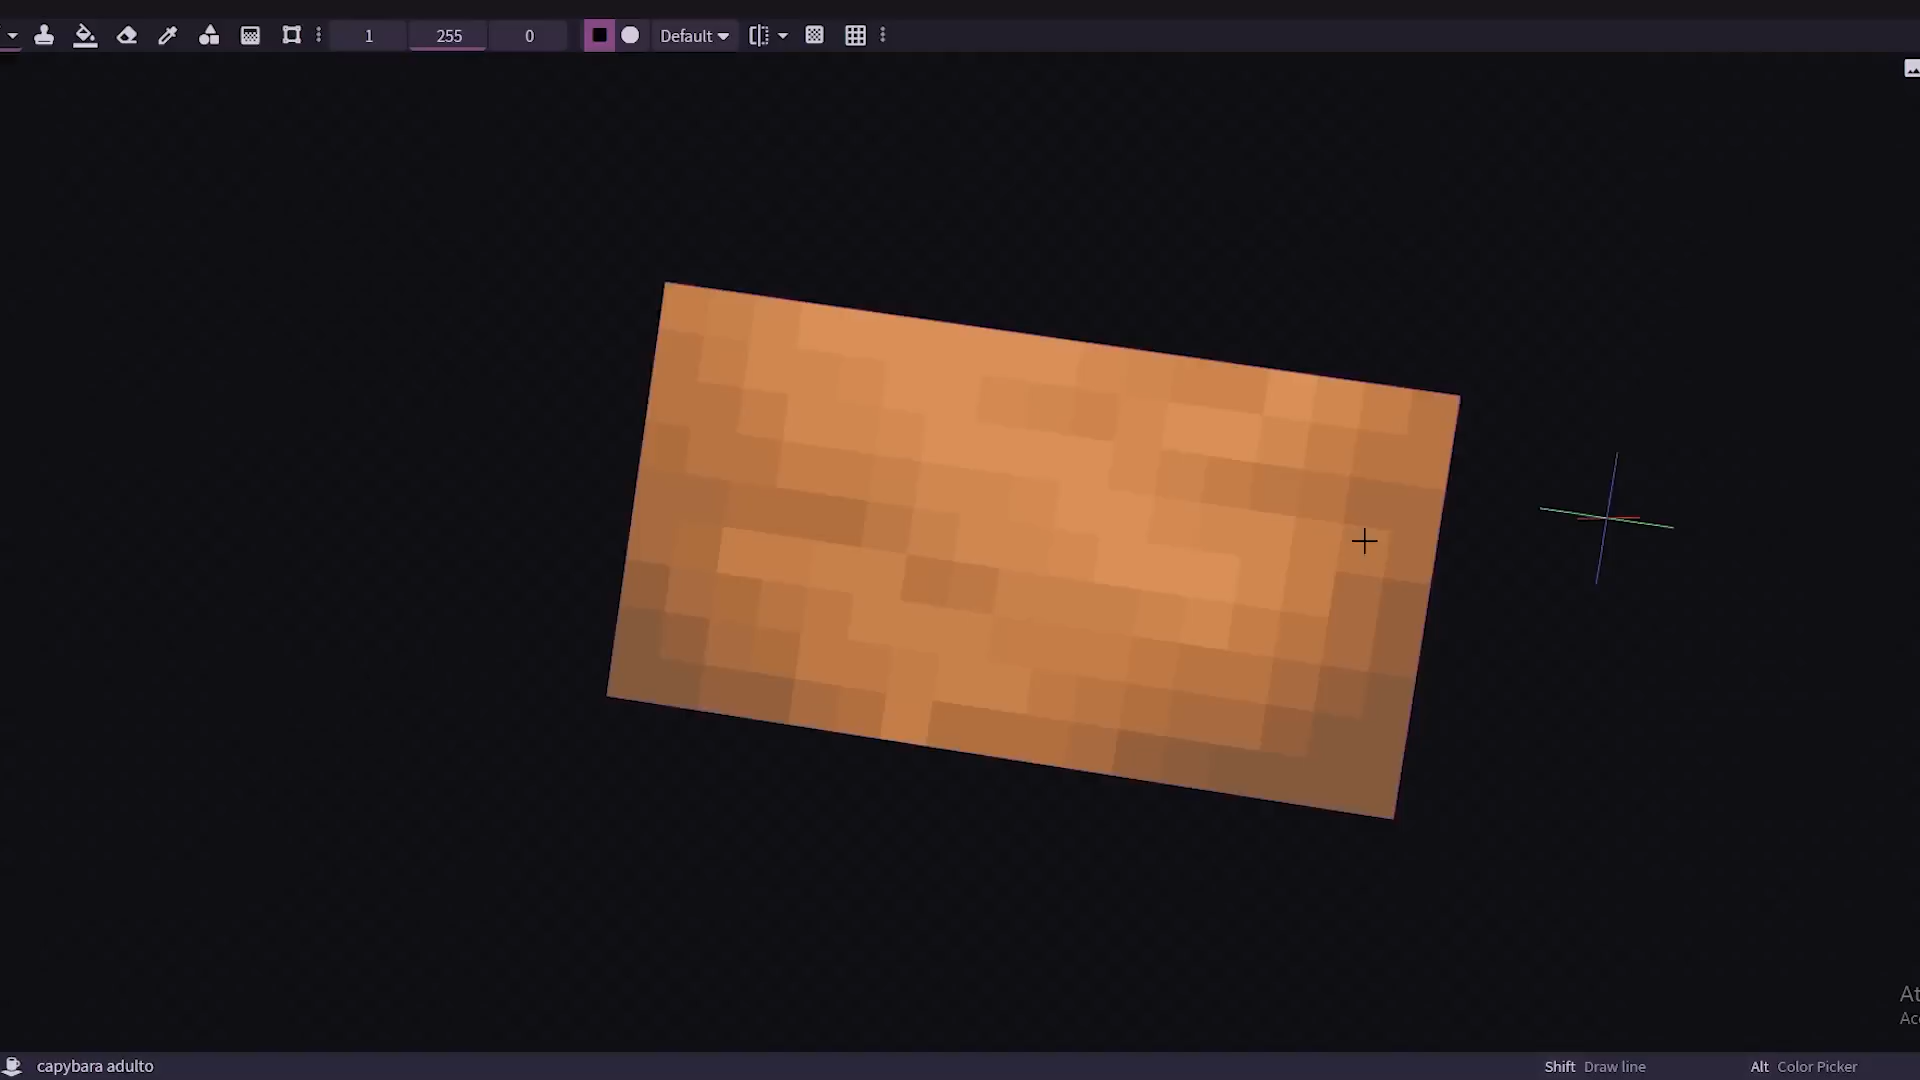 1 255 0 Default
capybara adulto Shift Draw line Alt Color Picker